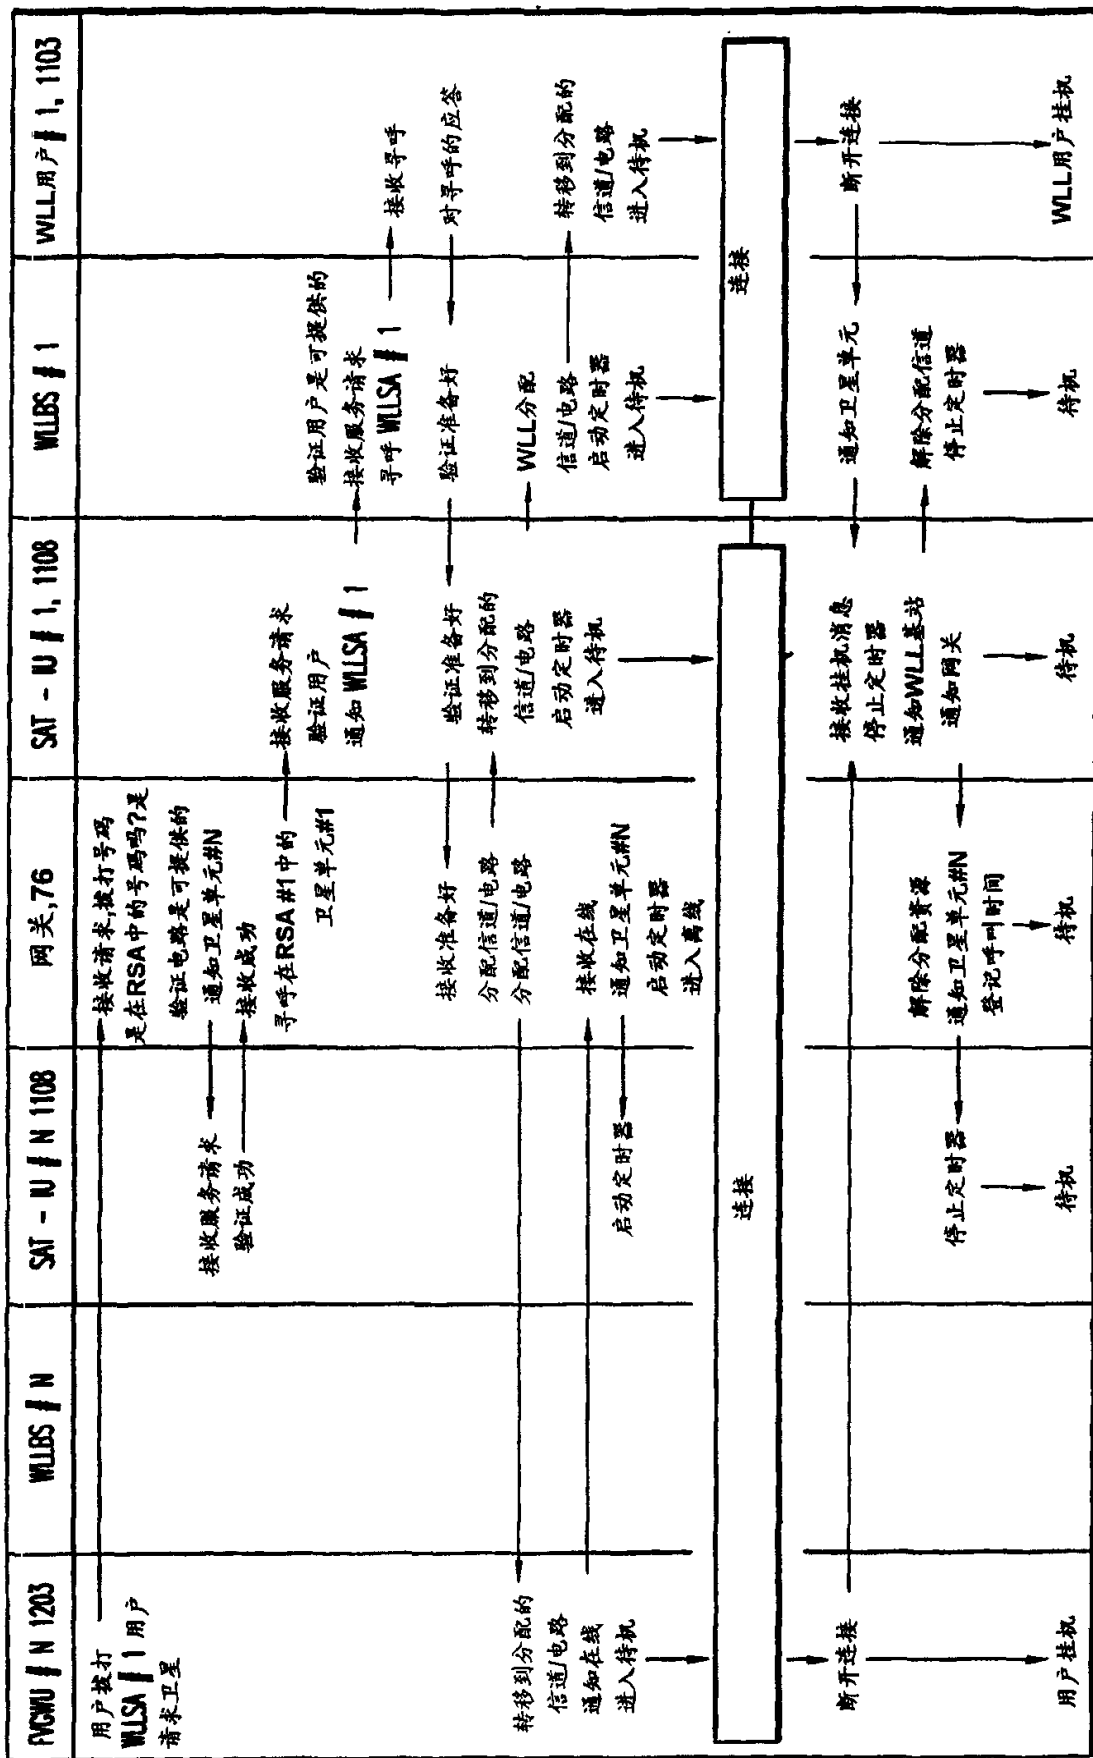 FVGWU # N 1203
WLLBS # N
SAT - IU # N 1108
网关,76
SAT - IU # 1, 1108
WLLBS # 1
WLL用户# 1, 1103
用户拨打
WLLSA # 1 用户
请求卫星
接收请求,拨打号码
是在RSA中的号码吗?是
验证电路是可提供的
通知卫星单元#N
接收服务请求
验证成功
接收成功
寻呼在RSA #1中的
卫星单元#1
接收服务请求
验证用户
通知 WLLSA # 1
验证用户是可提供的
接收服务请求
寻呼 WLLSA # 1
接收寻呼
对寻呼的应答
验证准备好
验证准备好
接收准备好
分配信道/电路
分配信道/电路
转移到分配的
信道/电路
启动定时器
进入待机
WLL分配
信道/电路
启动定时器
进入待机
转移到分配的
信道/电路
进入待机
转移到分配的
信道/电路
通知在线
进入待机
接收在线
通知卫星单元#N
启动定时器
进入离线
启动定时器
连接
连接
断开连接
断开连接
通知卫星单元
接收挂机消息
停止定时器
通知WLL基站
通知网关
解除分配信道
停止定时器
解除分配资源
通知卫星单元#N
登记呼叫时间
停止定时器
用户挂机
待机
待机
待机
待机
WLL用户挂机